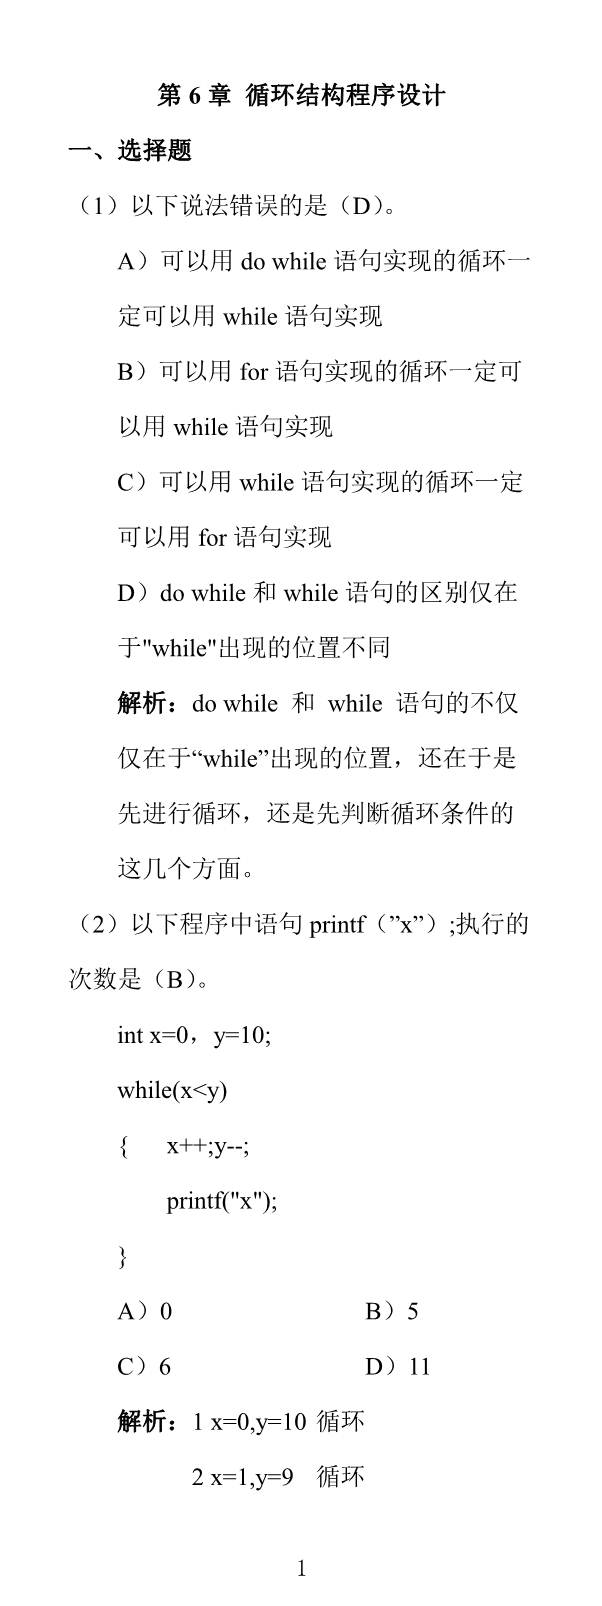 第 6 章 循环结构程序设计
一、选择题
（1）以下说法错误的是（D）。
A）可以用 do while 语句实现的循环一
定可以用 while 语句实现
B）可以用 for 语句实现的循环一定可
以用 while 语句实现
C）可以用 while 语句实现的循环一定
可以用 for 语句实现
D）do while 和 while 语句的区别仅在
于"while"出现的位置不同
解析：do while 和 while 语句的不仅
仅在于“while”出现的位置，还在于是
先进行循环，还是先判断循环条件的
这几个方面。
（2）以下程序中语句 printf（”x”）;执行的
次数是（B）。
int x=0，y=10;
while(x<y)
{ x++;y--;
printf("x");
}
A）0 B）5
C）6 D）11
解析：1 x=0,y=10 循环
2 x=1,y=9 循环
1